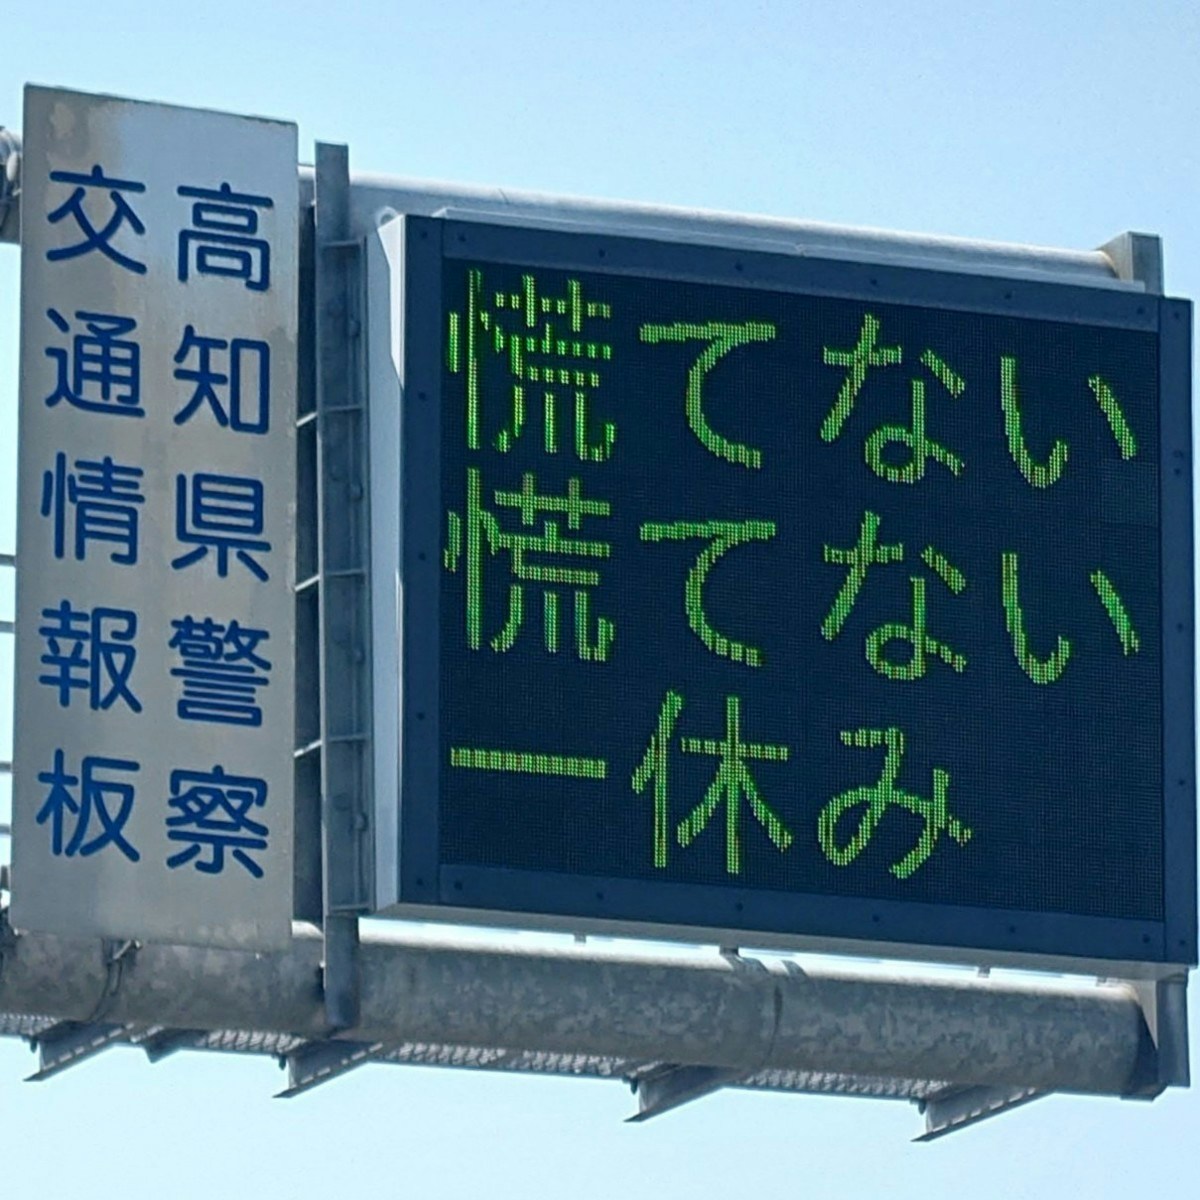 高知県警察
交通情報板
慌てない
慌てない
一休み